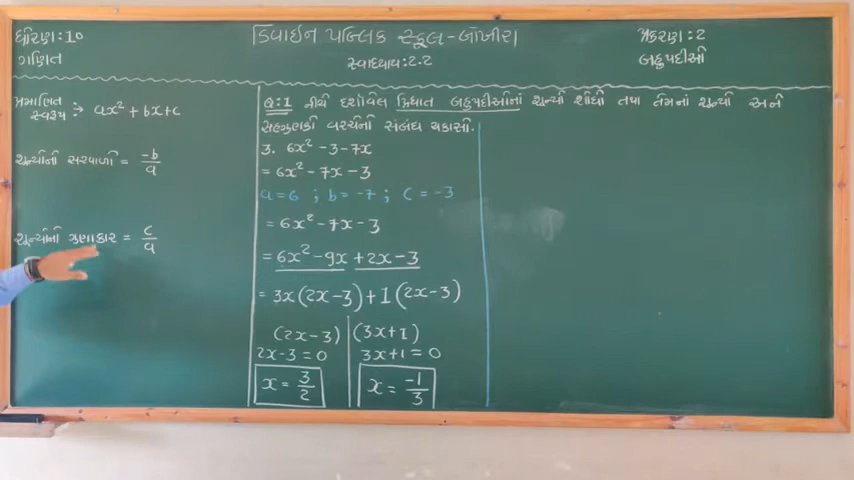 ધોરણ:10
ગણિત
ડિવાઈન પબ્લિક સ્કૂલ-બોખીરા
સ્વાધ્યાય:2.2
પ્રકરણ:2
બહુપદીઓ
પ્રમાણિત
સ્વરૂપ :→ ax² + bx + c
શૂન્યોનો સરવાળો = -b/a
શૂન્યોનો ગુણાકાર = c/a
Q:1 નીચે દર્શાવેલ દ્વિઘાત બહુપદીઓનાં શૂન્યો શોધો તથા તેમનાં શૂન્યો અને
સહગુણકો વચ્ચેનો સંબંધ ચકાસો.
3. 6x² - 3 - 7x
= 6x² - 7x - 3
a = 6 ; b = -7 ; c = -3
= 6x² - 7x - 3
= 6x² - 9x + 2x - 3
= 3x(2x - 3) + 1(2x - 3)
(2x - 3) (3x + 1)
2x - 3 = 0 3x + 1 = 0
x = 3/2 x = -1/3